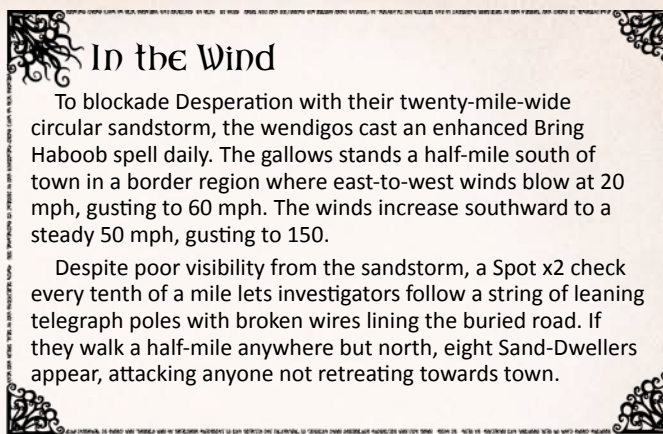 In the Wind
To blockade Desperation with their twenty-mile-wide
circular sandstorm, the wendigos cast an enhanced Bring
Haboob spell daily. The gallows stands a half-mile south of
town in a border region where east-to-west winds blow at 20
mph, gusting to 60 mph. The winds increase southward to a
steady 50 mph, gusting to 150.
Despite poor visibility from the sandstorm, a Spot x2 check
every tenth of a mile lets investigators follow a string of leaning
telegraph poles with broken wires lining the buried road. If
they walk a half-mile anywhere but north, eight Sand-Dwellers
appear, attacking anyone not retreating towards town.